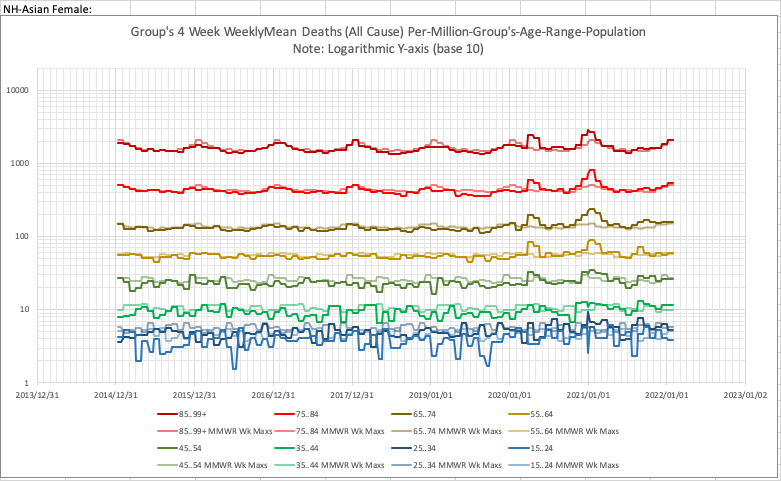 NH-Asian Female:
Group's 4 Week WeeklyMean Deaths (All Cause) Per-Million-Group's-Age-Range-Population
Note: Logarithmic Y-axis (base 10)
10000
1000
100
10
1
2013/12/31 2014/12/31 2015/12/31 2016/12/31 2017/12/31 2019/01/01 2020/01/01 2021/01/01 2022/01/01 2023/01/02
85..99+ 75..84 65..74 55..64
85..99+ MMWR Wk Maxs 75..84 MMWR Wk Maxs 65..74 MMWR Wk Maxs 55..64 MMWR Wk Maxs
45..54 35..44 25..34 15..24
45..54 MMWR Wk Maxs 35..44 MMWR Wk Maxs 25..34 MMWR Wk Maxs 15..24 MMWR Wk Maxs